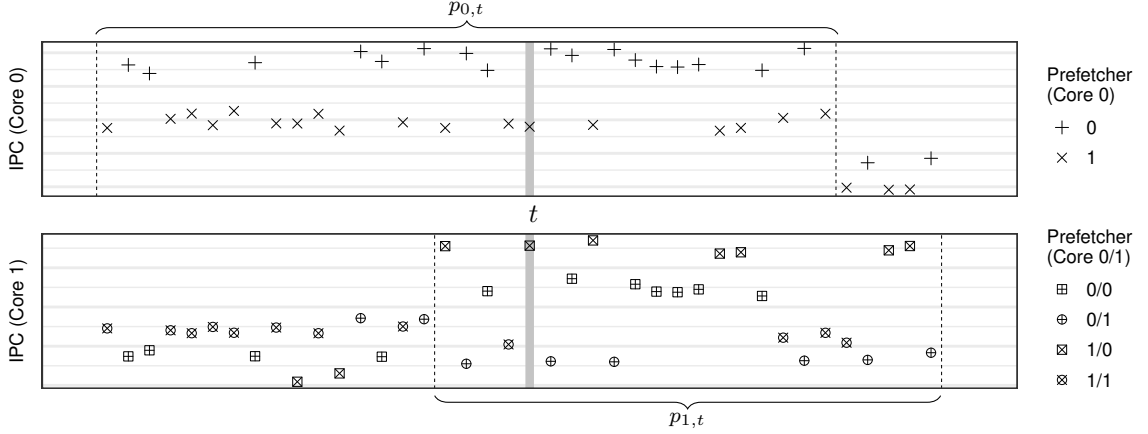 p0,t
IPC (Core 0)
Prefetcher
(Core 0)
0
1
t
IPC (Core 1)
Prefetcher
(Core 0/1)
0/0
0/1
1/0
1/1
p1,t